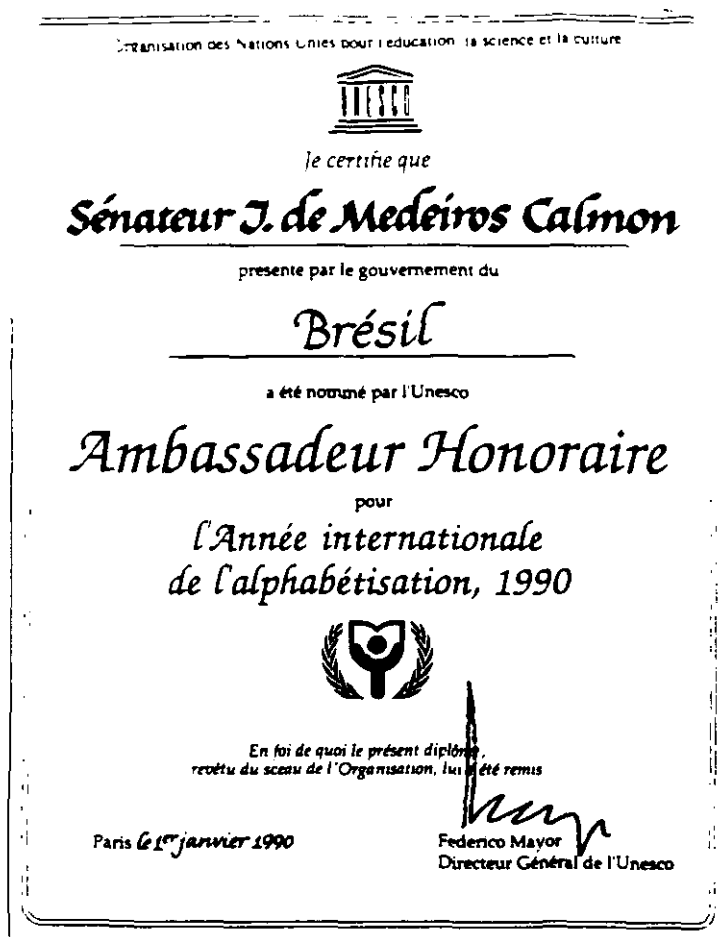 Organisation des Nations Unies pour l'education, la science et la culture
UNESCO
Je certifie que
Sénateur J. de Medeiros Calmon
presente par le gouvernement du
Brésil
a été nommé par l'Unesco
Ambassadeur Honoraire
pour
l'Année internationale
de l'alphabétisation, 1990
En foi de quoi le présent diplôme,
revêtu du sceau de l'Organisation, lui a été remis
Paris le 1er janvier 1990
Federico Mayor
Directeur Général de l'Unesco